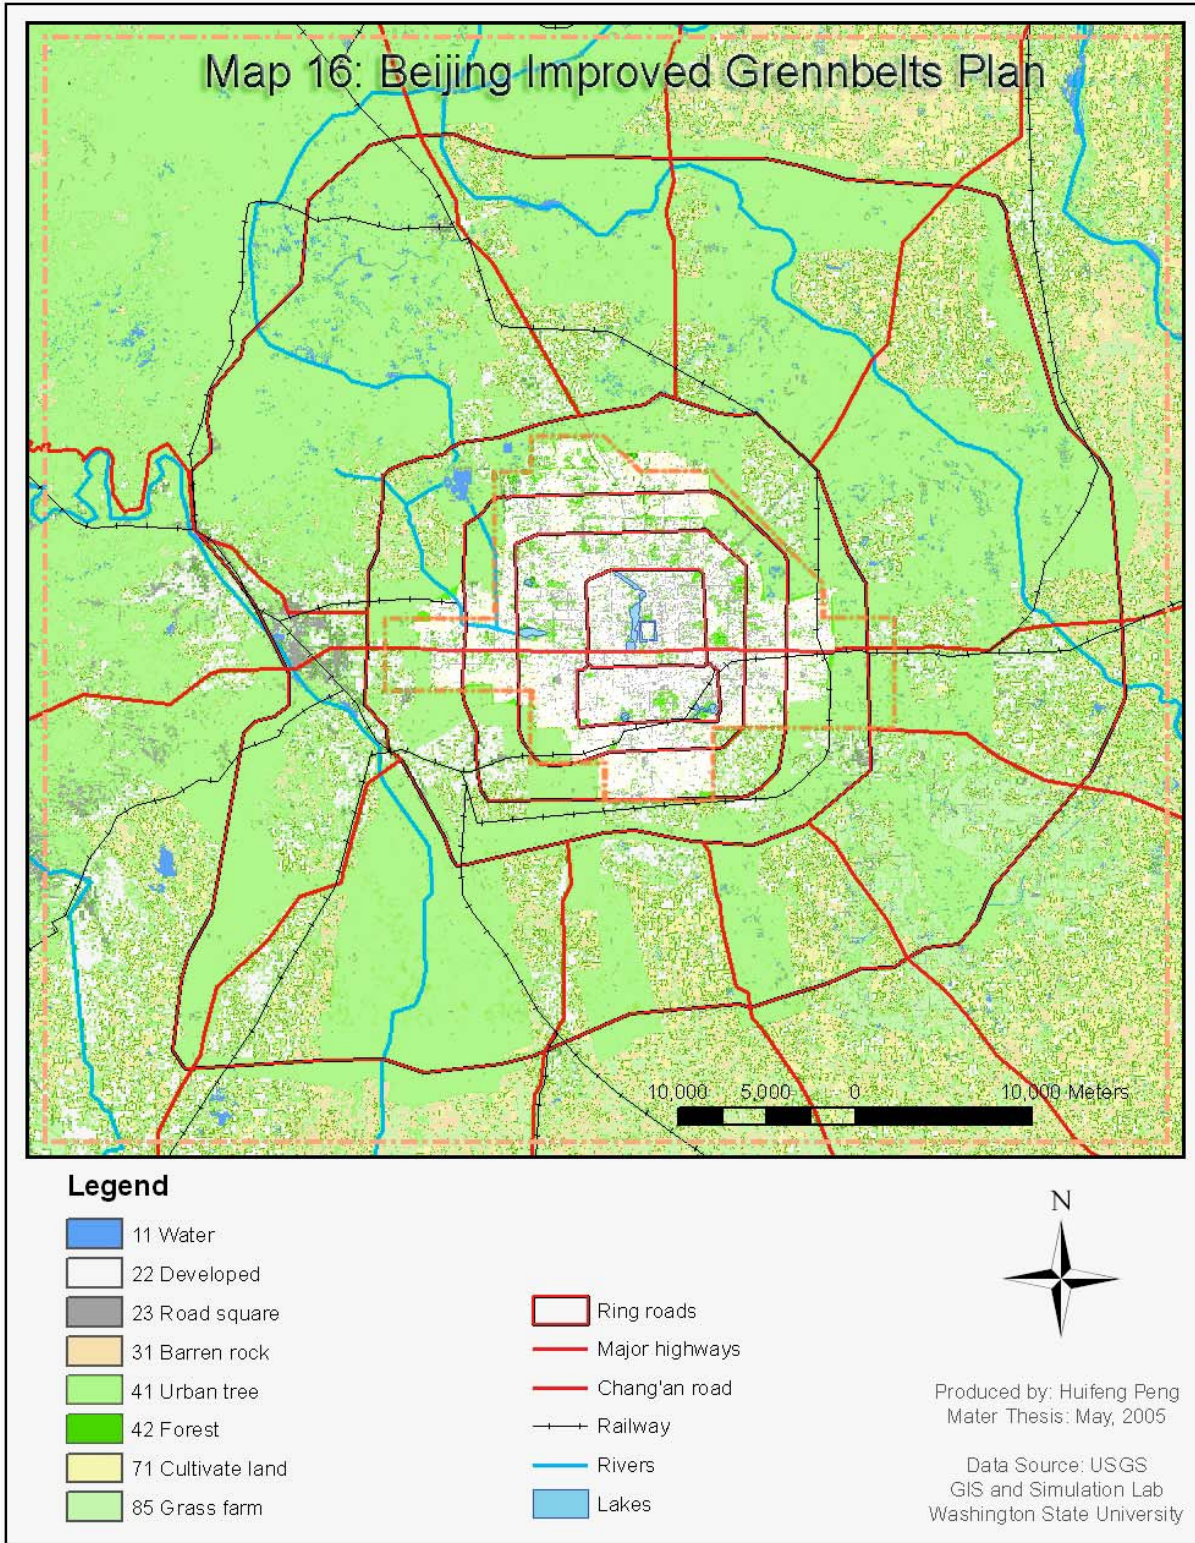 Map 16: Beijing Improved Grennbelts Plan
10,000 5,000 0 10,000 Meters
Legend
11 Water
22 Developed
23 Road square
31 Barren rock
41 Urban tree
42 Forest
71 Cultivate land
85 Grass farm
Ring roads
Major highways
Chang'an road
Railway
Rivers
Lakes
N
Produced by: Huifeng Peng
Mater Thesis: May, 2005
Data Source: USGS
GIS and Simulation Lab
Washington State University